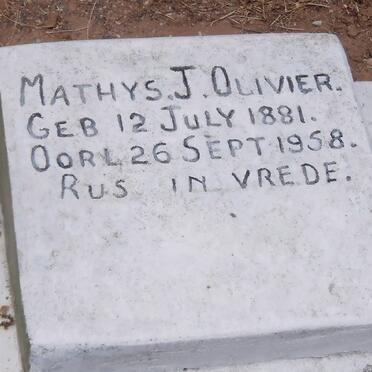 MATHYS. J. OLIVIER.
GEB 12 JULY 1881.
OORL 26 SEPT 1958.
RUS IN VREDE.